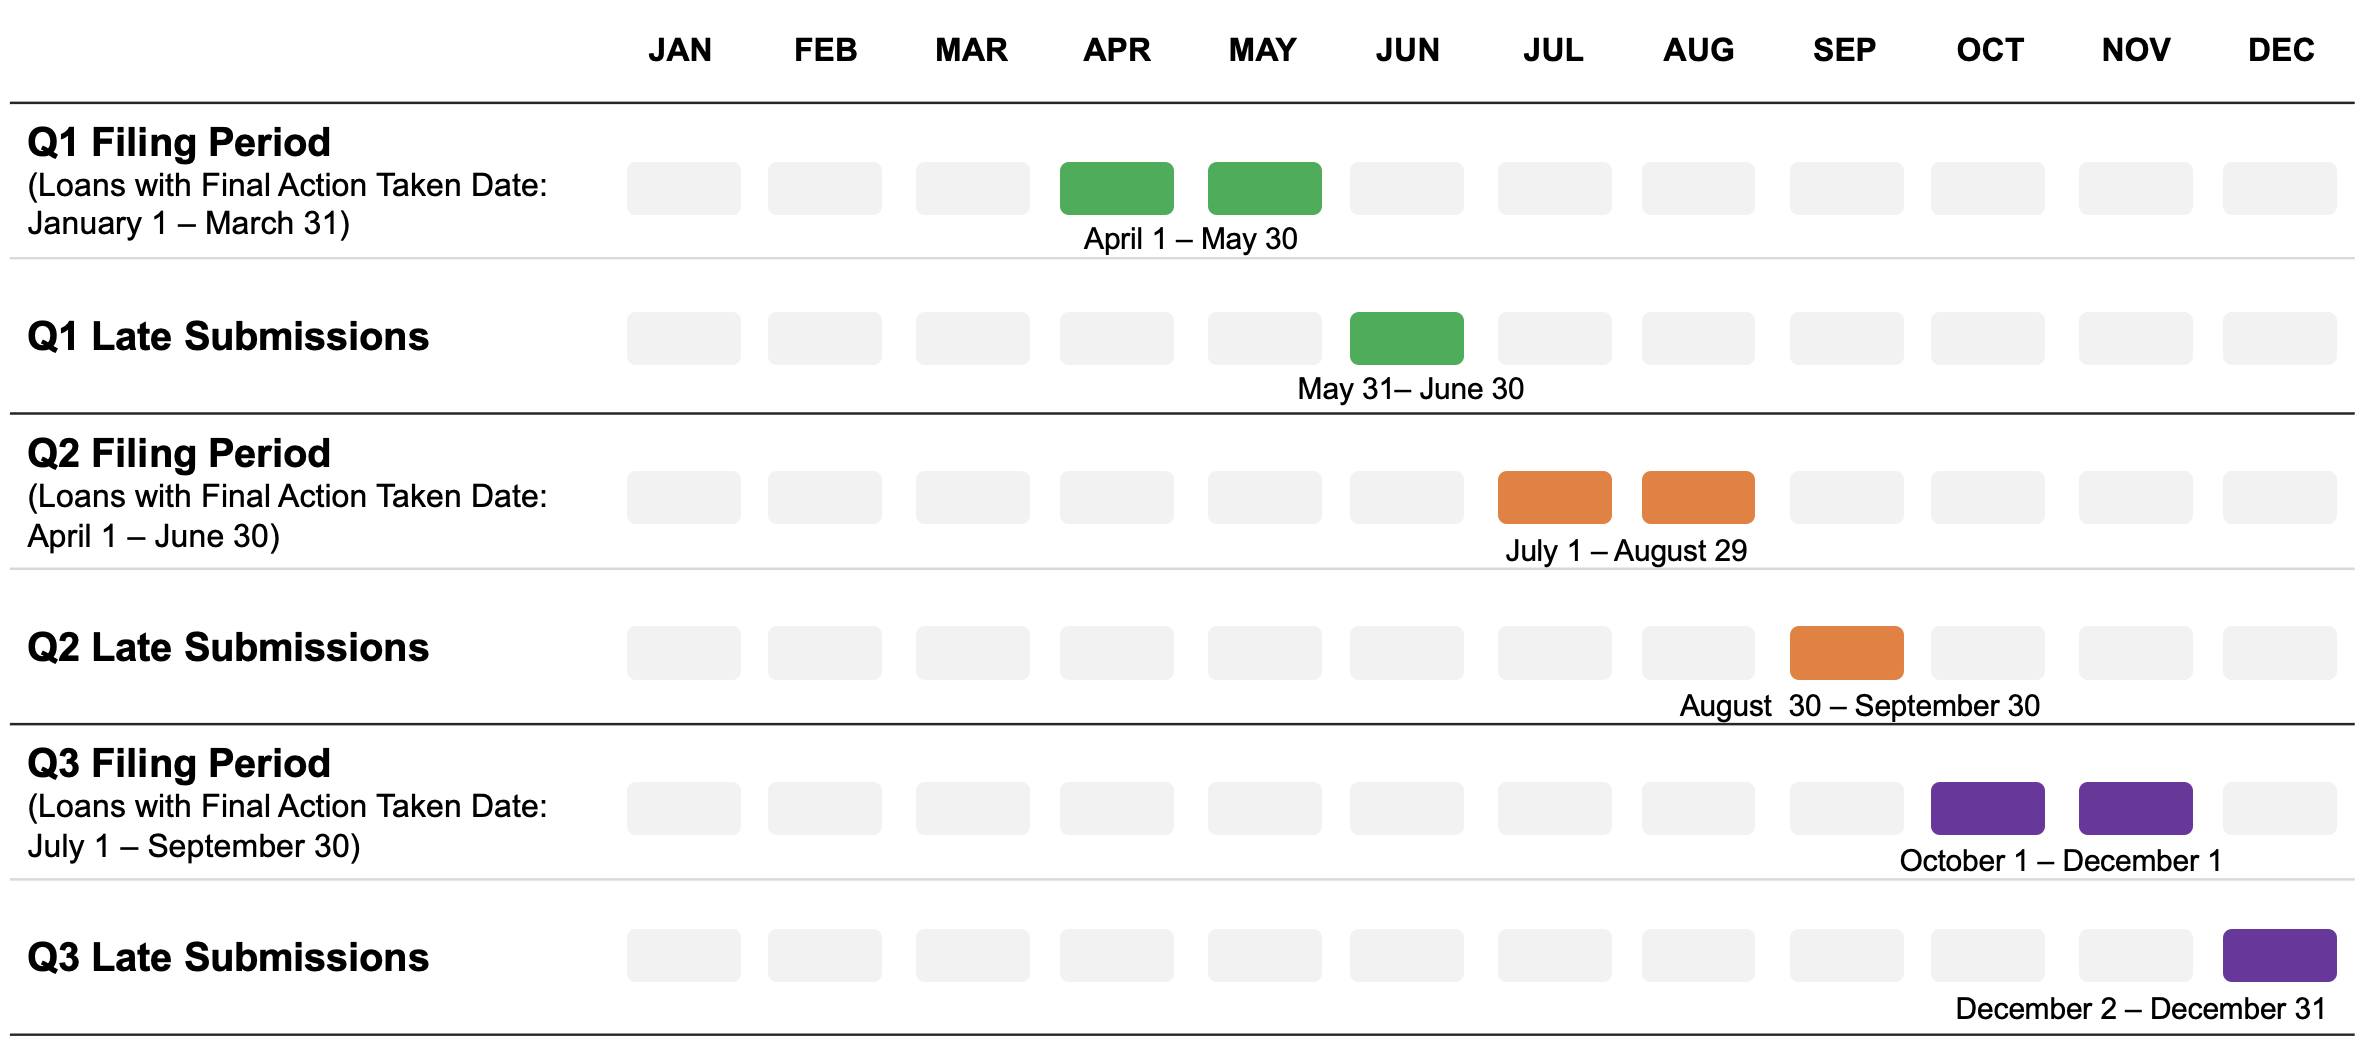 JAN FEB MAR APR MAY JUN JUL AUG SEP OCT NOV DEC
Q1 Filing Period
(Loans with Final Action Taken Date:
January 1 – March 31)
April 1 – May 30
Q1 Late Submissions
May 31– June 30
Q2 Filing Period
(Loans with Final Action Taken Date:
April 1 – June 30)
July 1 – August 29
Q2 Late Submissions
August  30 – September 30
Q3 Filing Period
(Loans with Final Action Taken Date:
July 1 – September 30)
October 1 – December 1
Q3 Late Submissions
December 2 – December 31